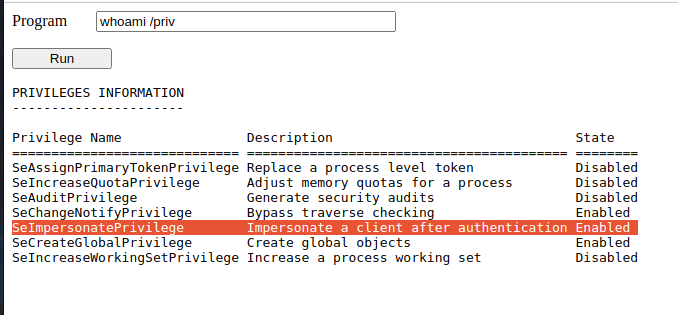 Program whoami /priv
Run
PRIVILEGES INFORMATION
----------------------
Privilege Name Description State
============================= ========================================= ========
SeAssignPrimaryTokenPrivilege Replace a process level token Disabled
SeIncreaseQuotaPrivilege Adjust memory quotas for a process Disabled
SeAuditPrivilege Generate security audits Disabled
SeChangeNotifyPrivilege Bypass traverse checking Enabled
SeImpersonatePrivilege Impersonate a client after authentication Enabled
SeCreateGlobalPrivilege Create global objects Enabled
SeIncreaseWorkingSetPrivilege Increase a process working set Disabled